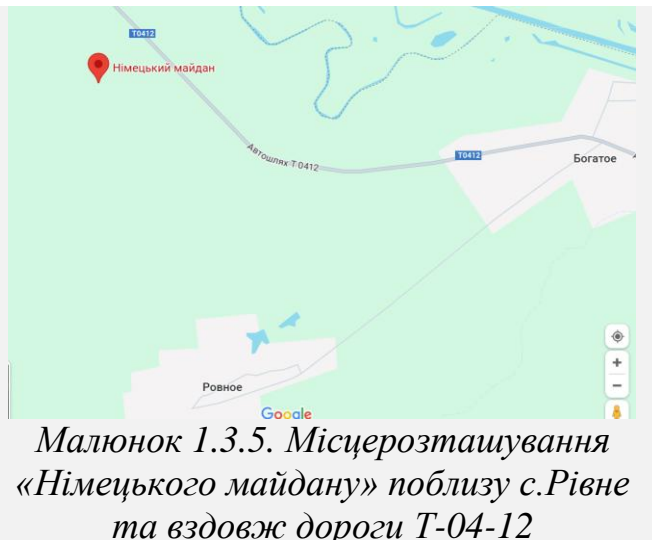 T0412
Німецький майдан
Автошлях Т 0412
T0412
Богатое
Ровное
Google
Малюнок 1.3.5. Місцерозташування
«Німецького майдану» поблизу с.Рівне
та вздовж дороги Т-04-12